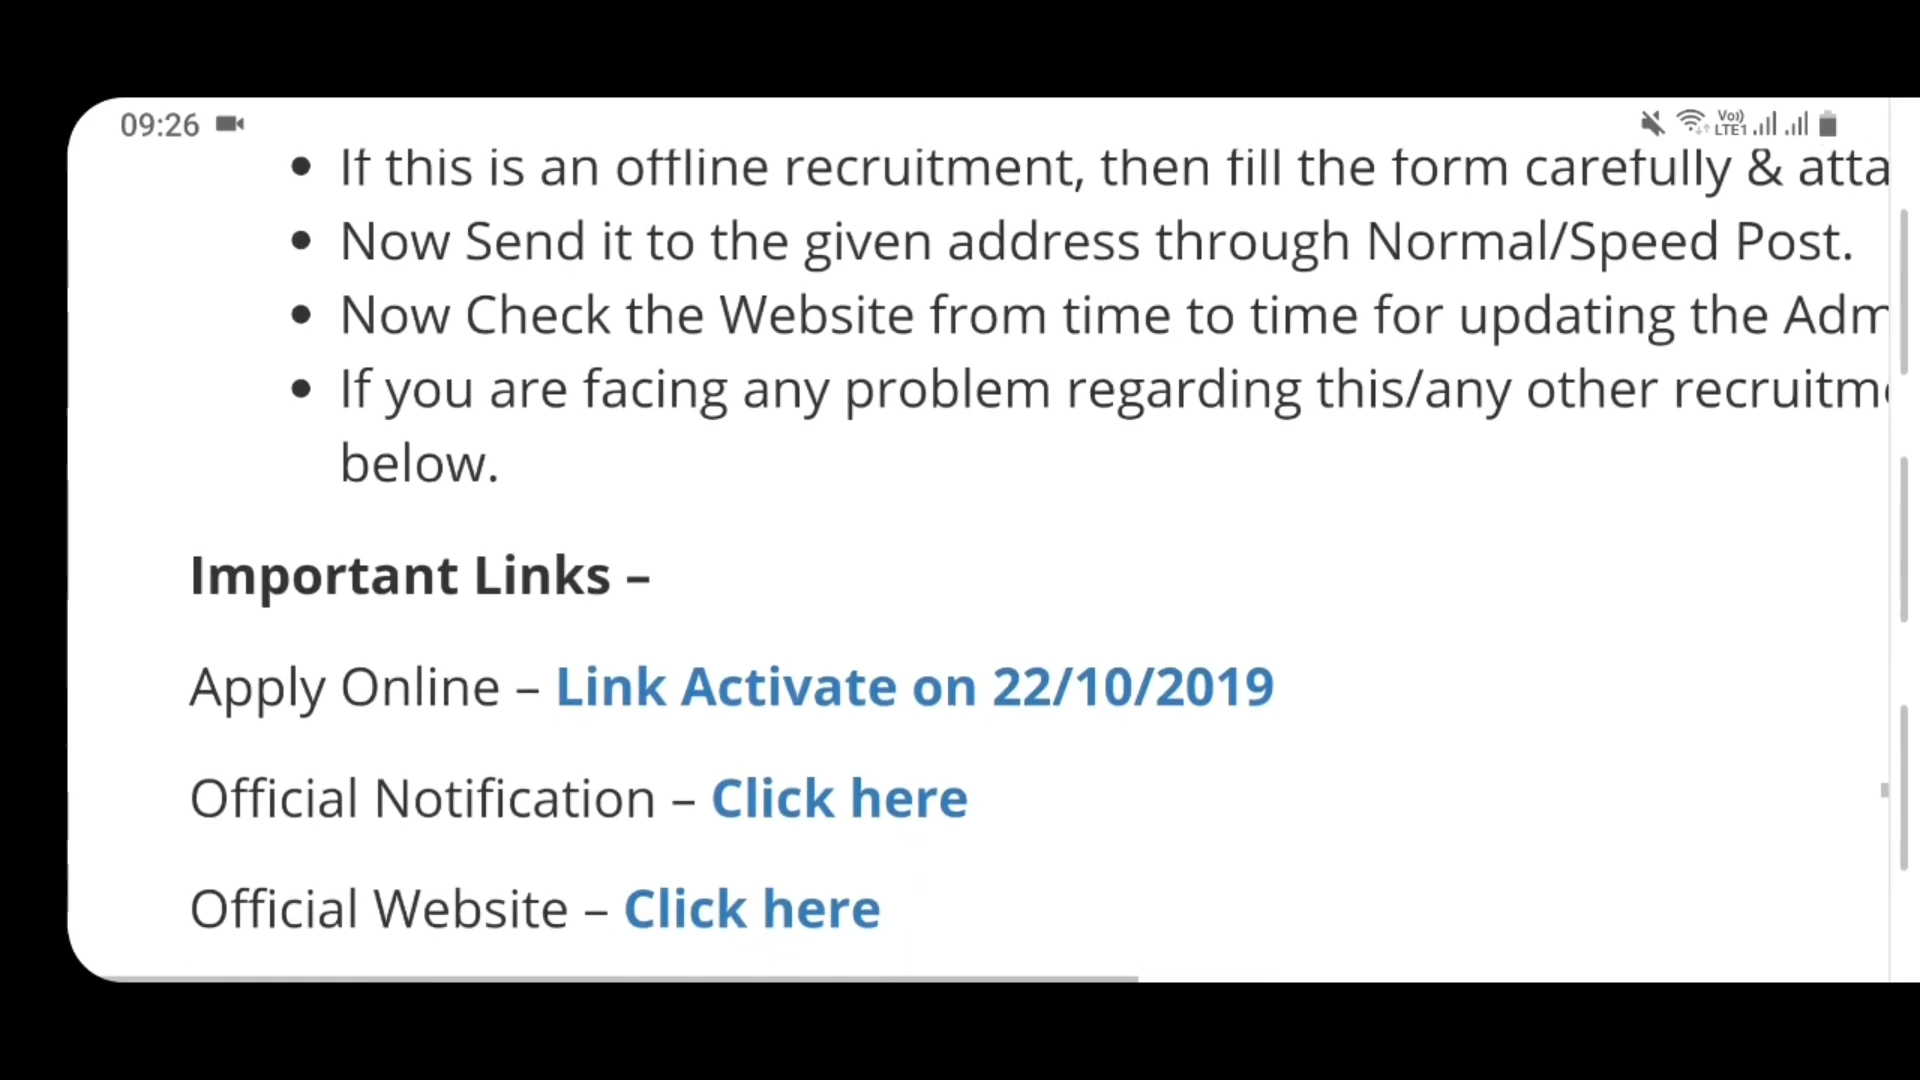 09:26
Vo)
LTE1
• If this is an offline recruitment, then fill the form carefully &
• Now Send it to the given address through Normal/Speed Post.
• Now Check the Website from time to time for updating the
• If you are facing any problem regarding this/any other
below.
Important Links –
Apply Online – Link Activate on 22/10/2019
Official Notification – Click here
Official Website – Click here